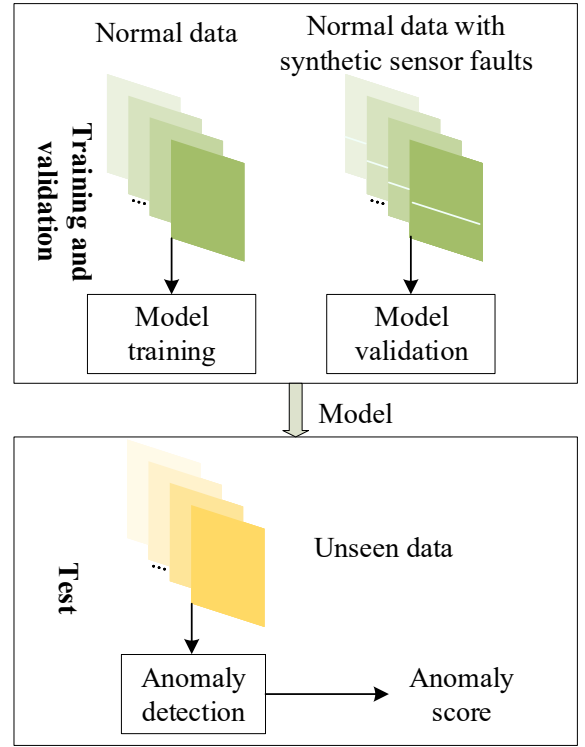 Normal data
Normal data with
synthetic sensor faults
Training and
validation
...
...
Model
training
Model
validation
Model
Test
...
Unseen data
Anomaly
detection
Anomaly
score